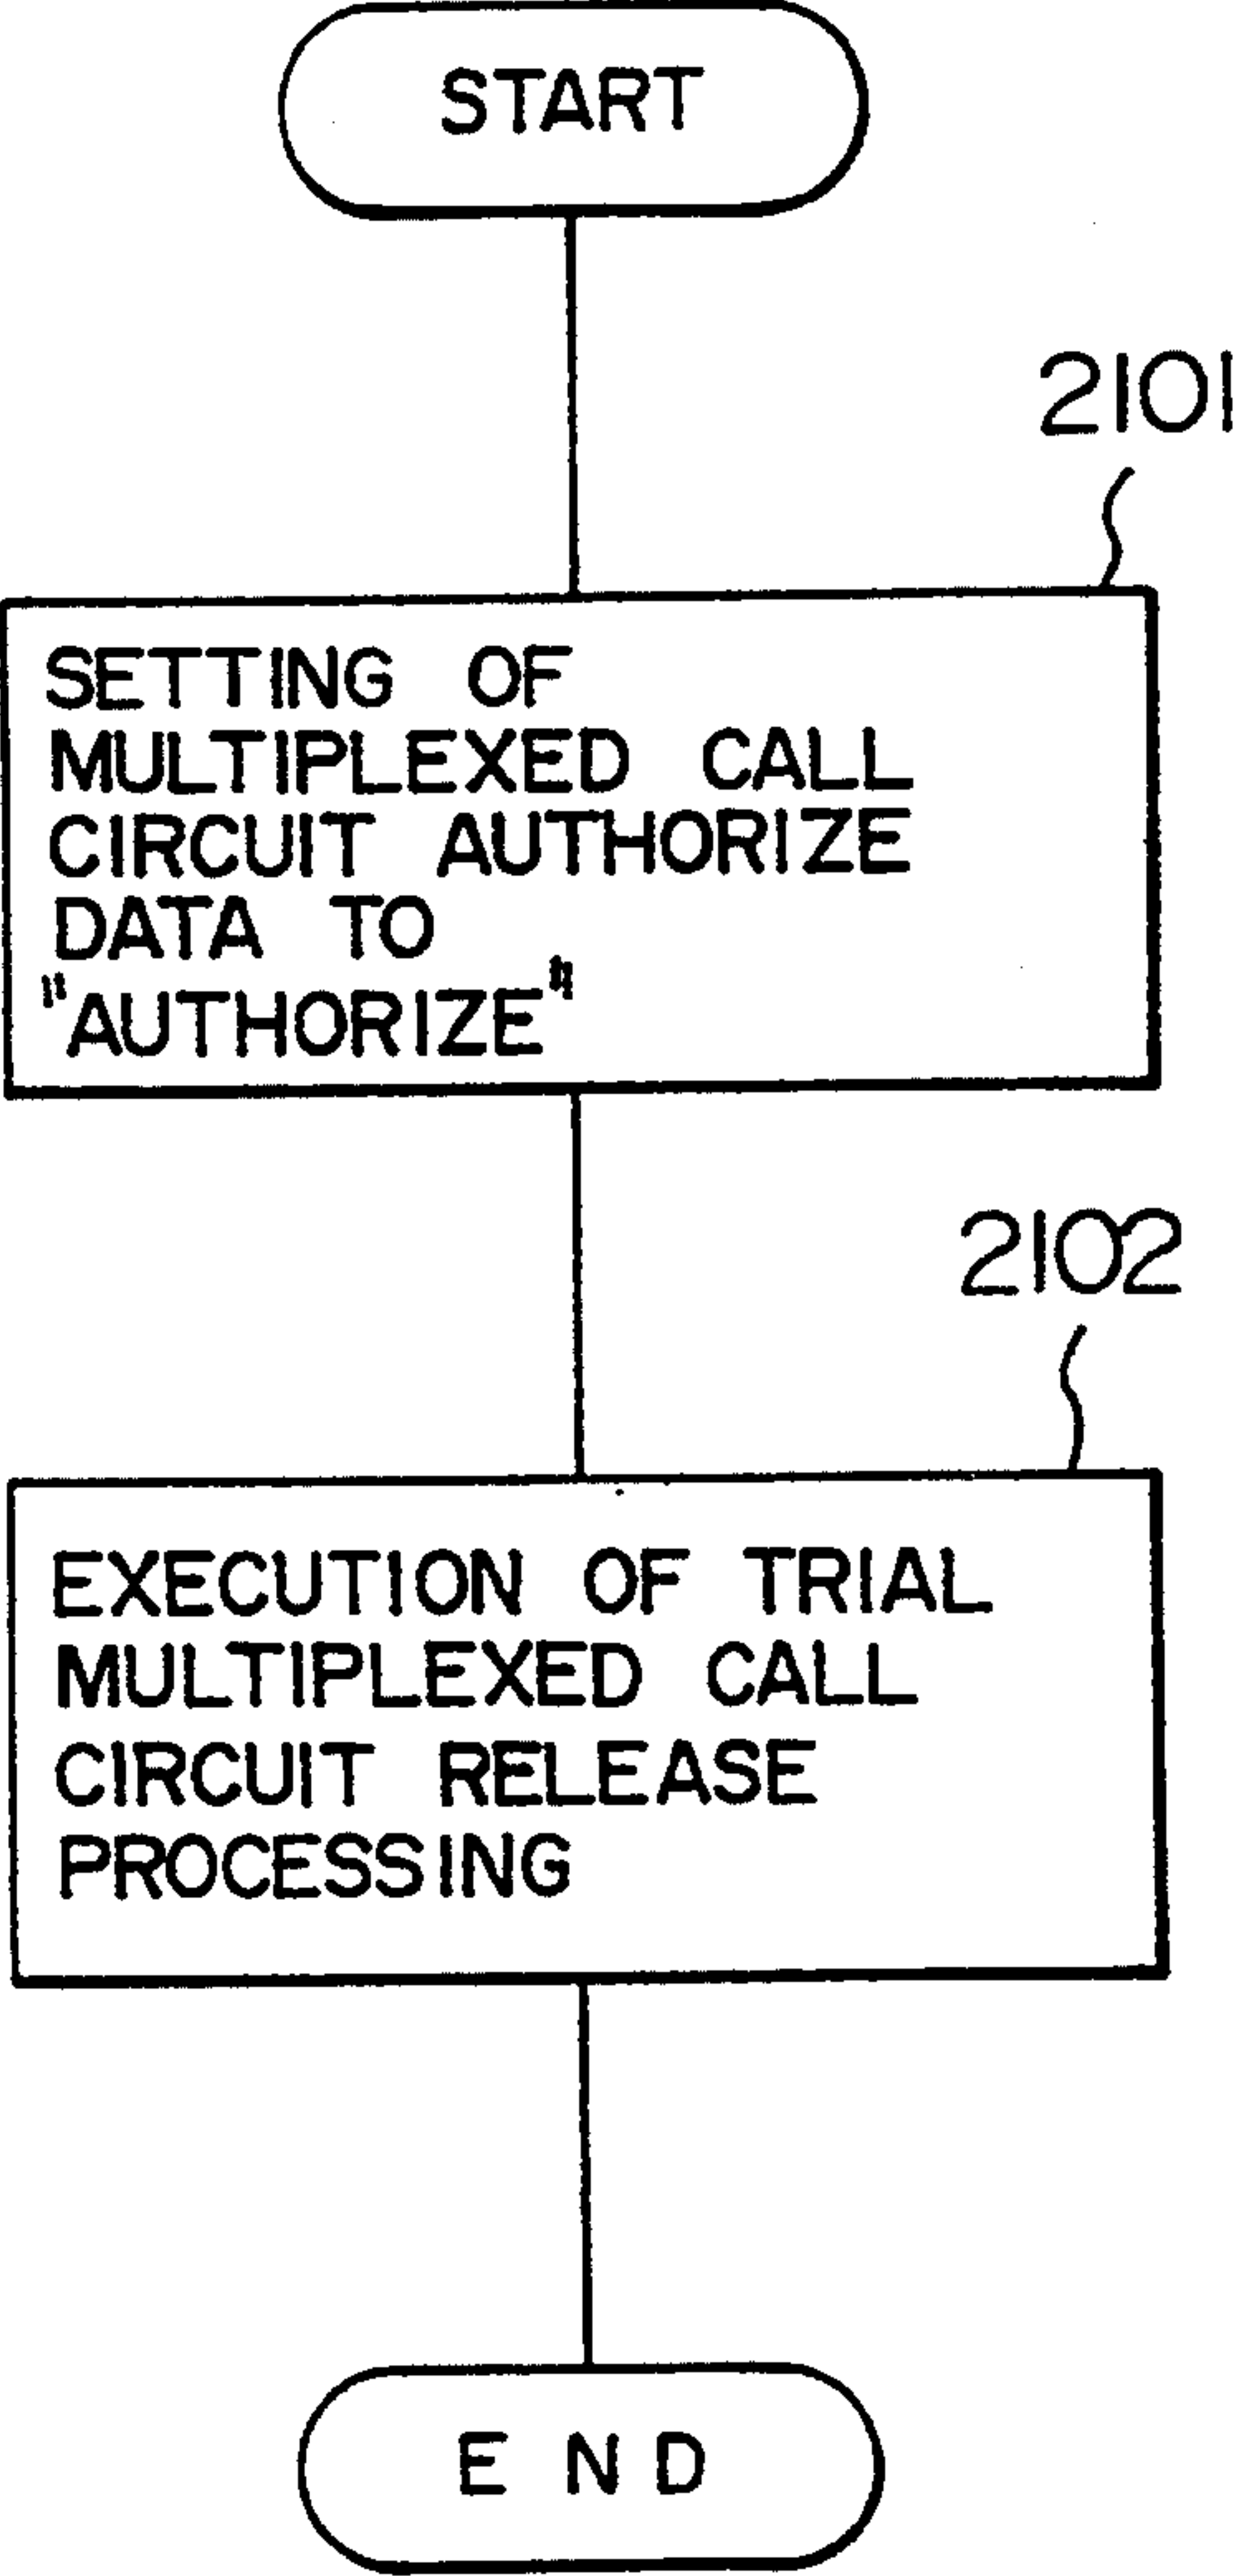 START
2101
SETTING OF
MULTIPLEXED CALL
CIRCUIT AUTHORIZE
DATA TO
"AUTHORIZE"
2102
EXECUTION OF TRIAL
MULTIPLEXED CALL
CIRCUIT RELEASE
PROCESSING
END